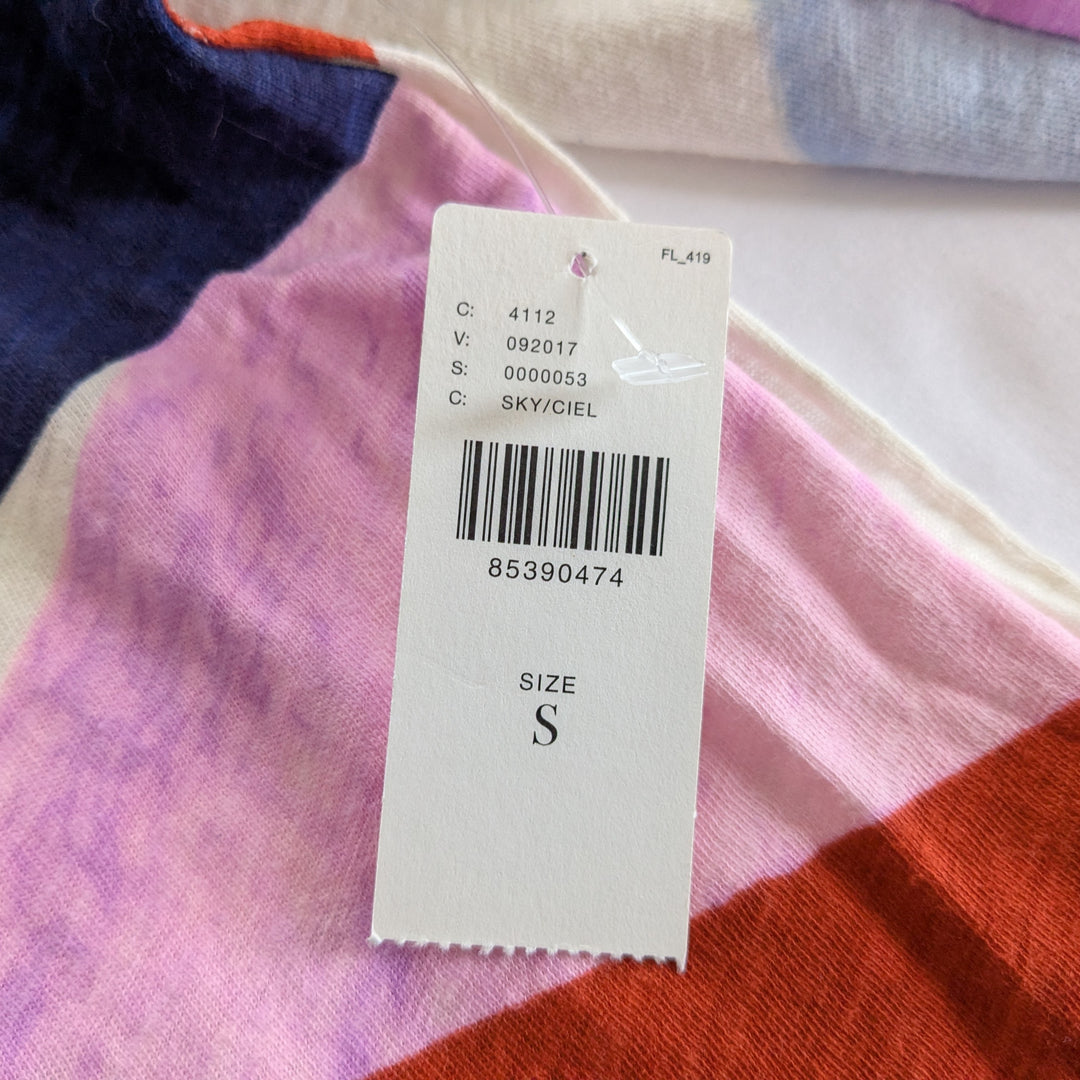 FL_419
C: 4112
V: 092017
S: 0000053
C: SKY/CIEL
85390474
SIZE
S